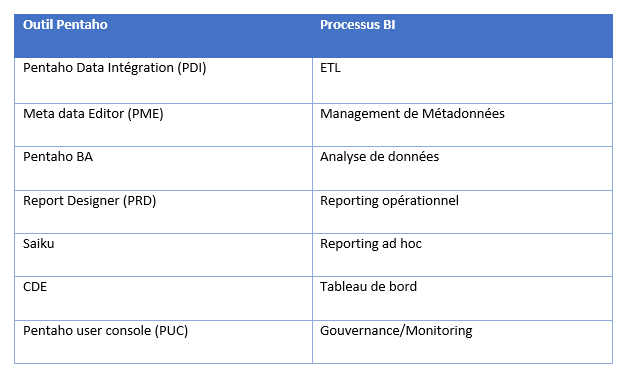 Outil Pentaho Processus BI
Pentaho Data Intégration (PDI) ETL
Meta data Editor (PME) Management de Métadonnées
Pentaho BA Analyse de données
Report Designer (PRD) Reporting opérationnel
Saiku Reporting ad hoc
CDE Tableau de bord
Pentaho user console (PUC) Gouvernance/Monitoring